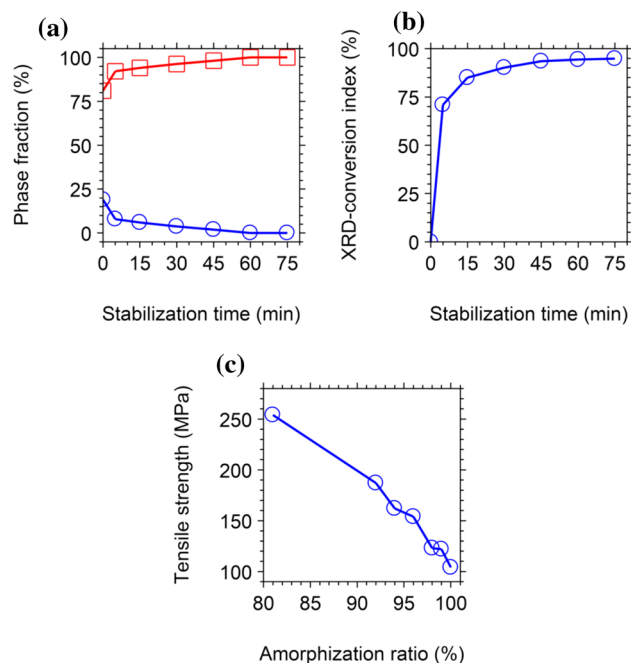 (a)
Phase fraction (%)
100
75
50
25
0
0 15 30 45 60 75
Stabilization time (min)
(b)
XRD-conversion index (%)
100
75
50
25
0
0 15 30 45 60 75
Stabilization time (min)
(c)
Tensile strength (MPa)
250
200
150
100
80 85 90 95 100
Amorphization ratio (%)